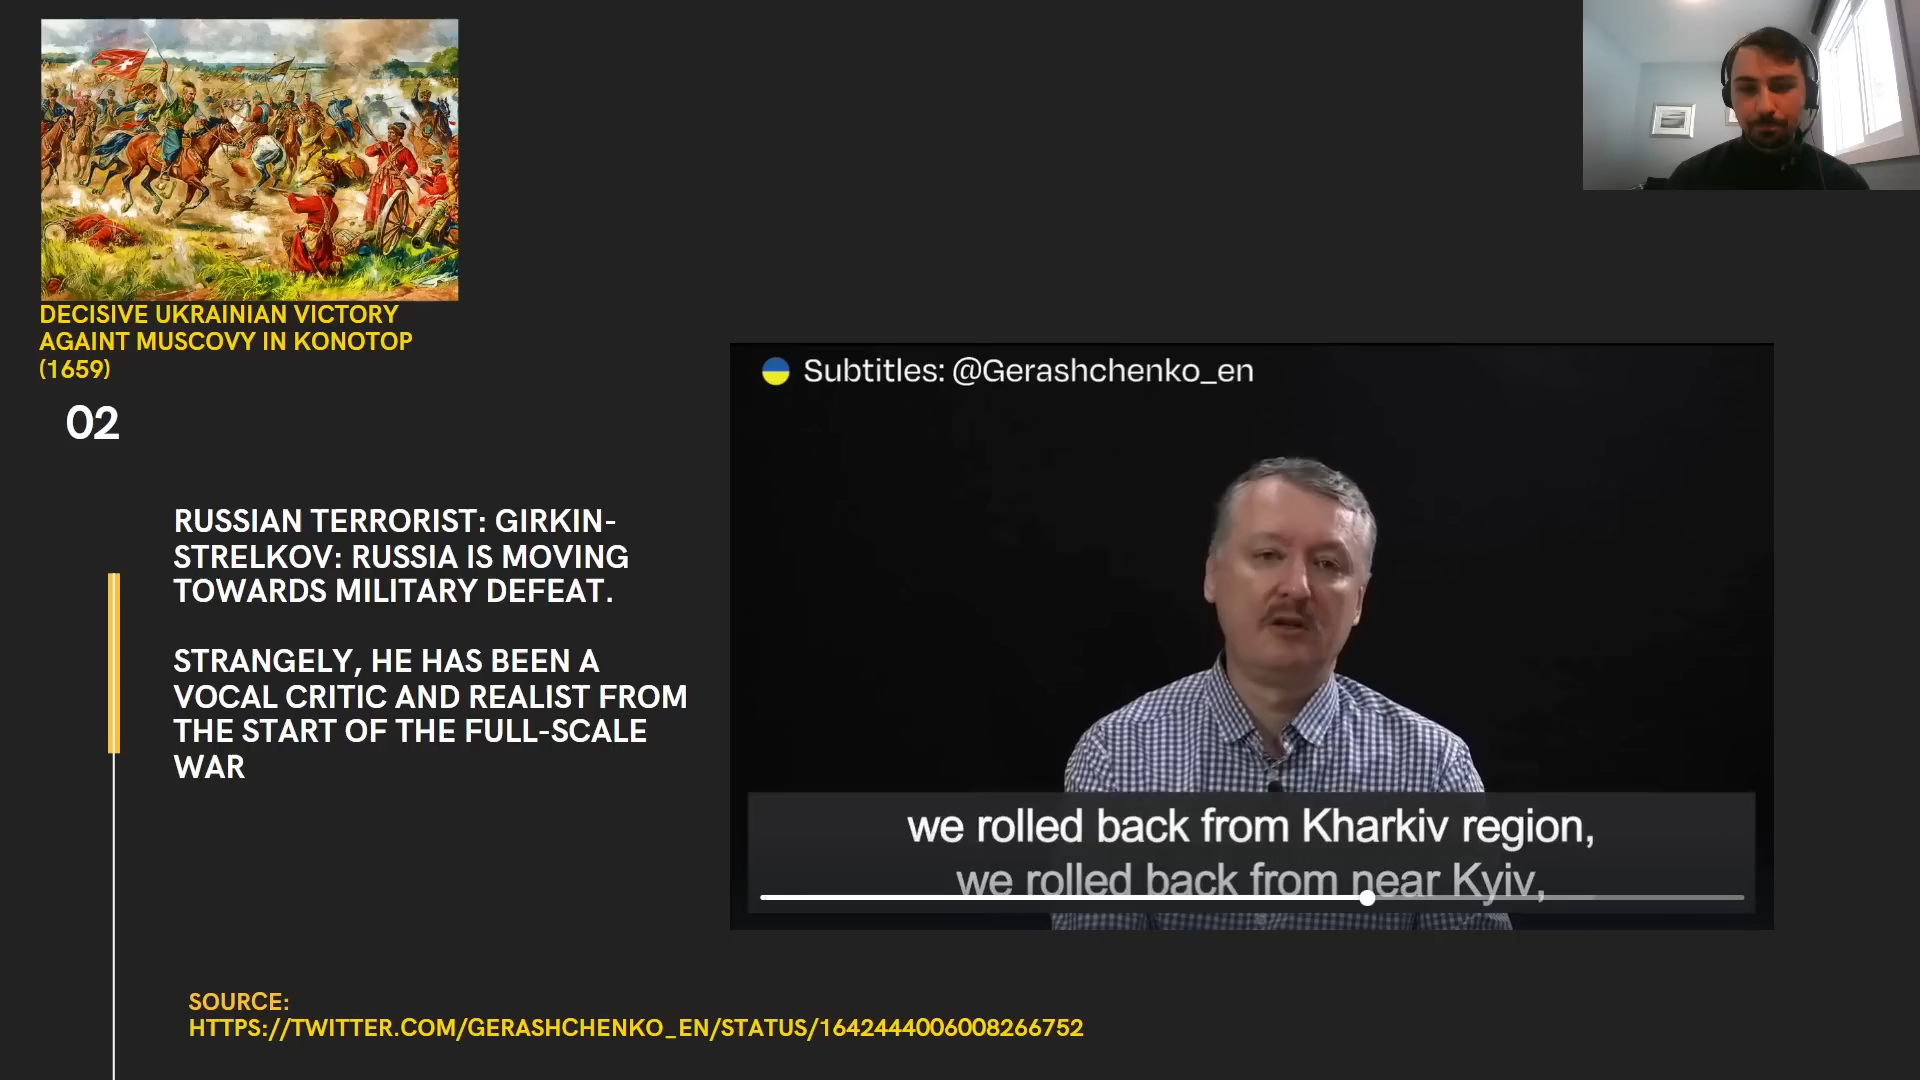 DECISIVE UKRAINIAN VICTORY
AGAINT MUSCOVY IN KONOTOP
(1659)
02
RUSSIAN TERRORIST: GIRKIN-
STRELKOV: RUSSIA IS MOVING
TOWARDS MILITARY DEFEAT.
STRANGELY, HE HAS BEEN A
VOCAL CRITIC AND REALIST FROM
THE START OF THE FULL-SCALE
WAR
Subtitles: @Gerashchenko_en
we rolled back from Kharkiv region,
we rolled back from near Kyiv,
SOURCE:
HTTPS://TWITTER.COM/GERASHCHENKO_EN/STATUS/1642444006008266752